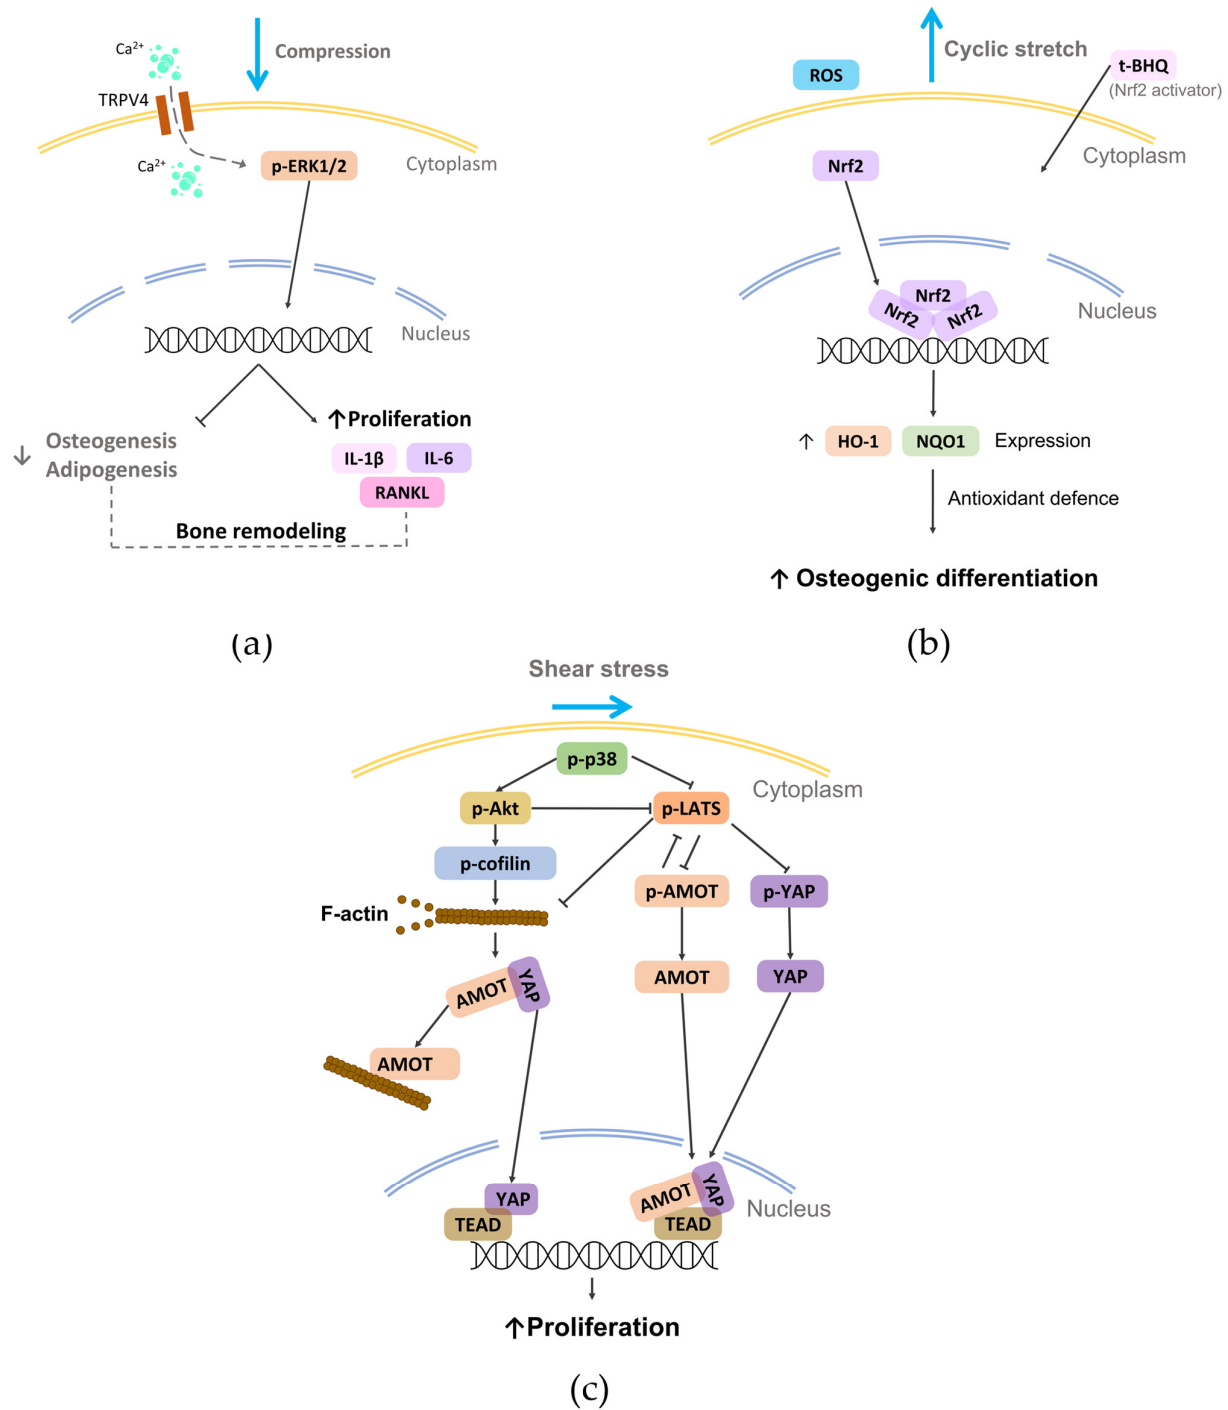 Compression
Ca2+
TRPV4
Ca2+
p-ERK1/2
Cytoplasm
Nucleus
Osteogenesis
Adipogenesis
↑Proliferation
IL-1β
IL-6
RANKL
Bone remodeling
(a)
Cyclic stretch
ROS
t-BHQ
(Nrf2 activator)
Cytoplasm
Nrf2
Nrf2
Nrf2
Nrf2
Nucleus
↑ HO-1 NQO1 Expression
Antioxidant defence
↑ Osteogenic differentiation
(b)
Shear stress
p-p38
Cytoplasm
p-Akt
p-LATS
p-cofilin
p-AMOT
p-YAP
F-actin
AMOT
YAP
AMOT
YAP
AMOT
YAP
TEAD
AMOT
YAP
TEAD
Nucleus
↑Proliferation
(c)